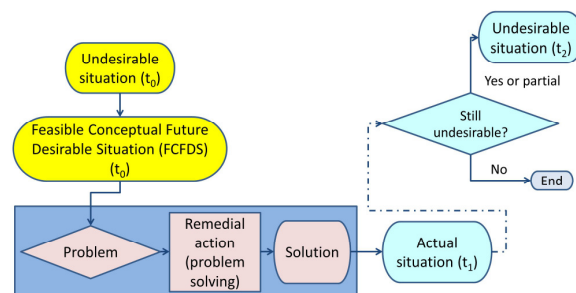 Undesirable
situation (t0)
Feasible Conceptual Future
Desirable Situation (FCFDS)
(t0)
Problem
Remedial
action
(problem
solving)
Solution
Actual
situation (t1)
Still
undesirable?
Yes or partial
Undesirable
situation (t2)
No
End